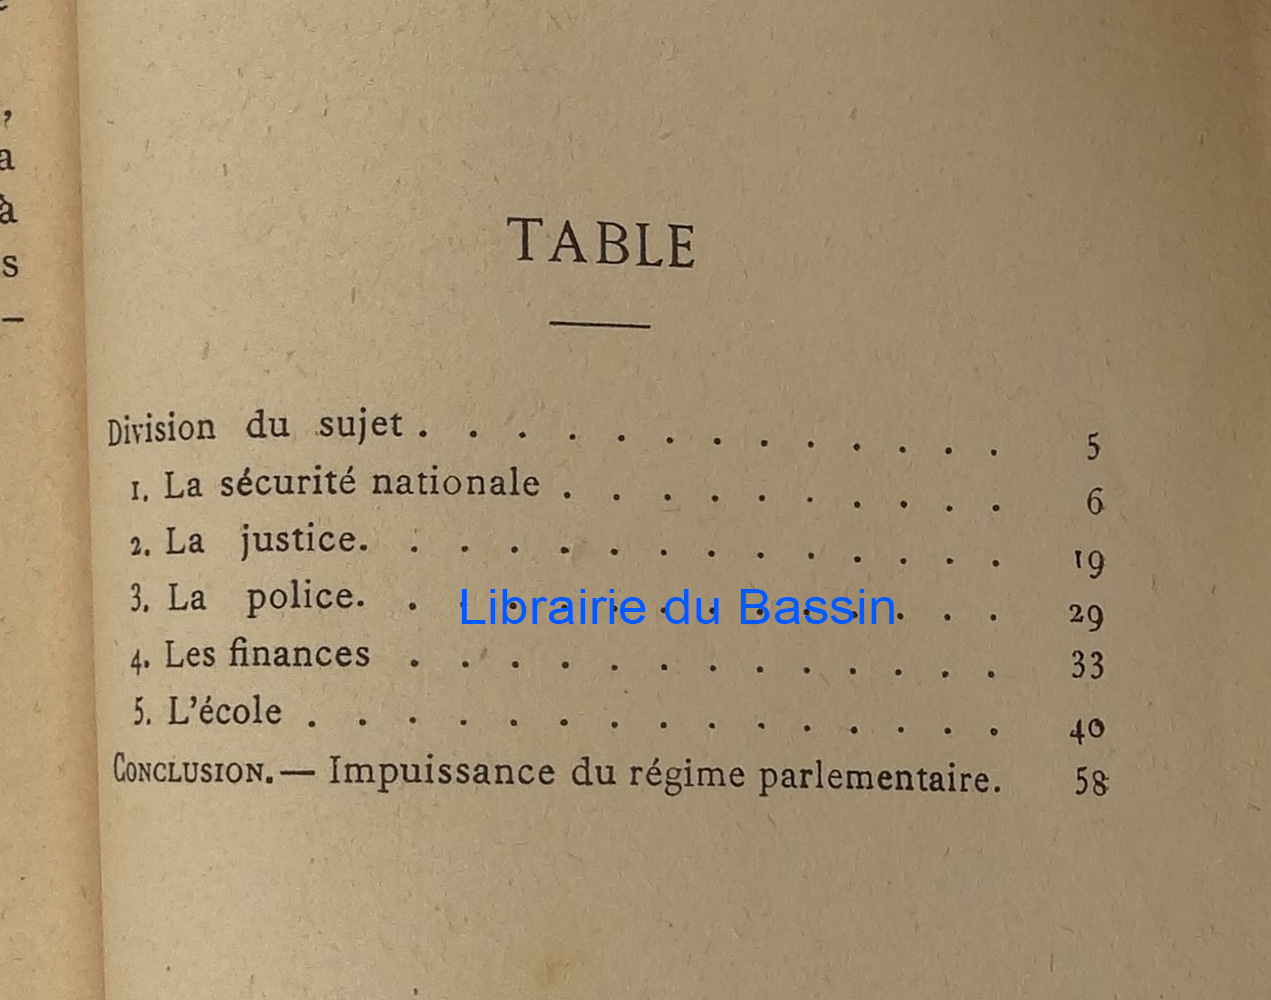 ,
a
à
s
–
TABLE
Division du sujet . . . . . . . . . . . . . 5
1. La sécurité nationale . . . . . . . . . . 6
2. La justice. . . . . . . . . . . . . . 19
3. La police. . . . . . . . . . . . . . 29
Librairie du Bassin
4. Les finances . . . . . . . . . . . . . 33
5. L'école . . . . . . . . . . . . . . . 40
CONCLUSION. — Impuissance du régime parlementaire. 58